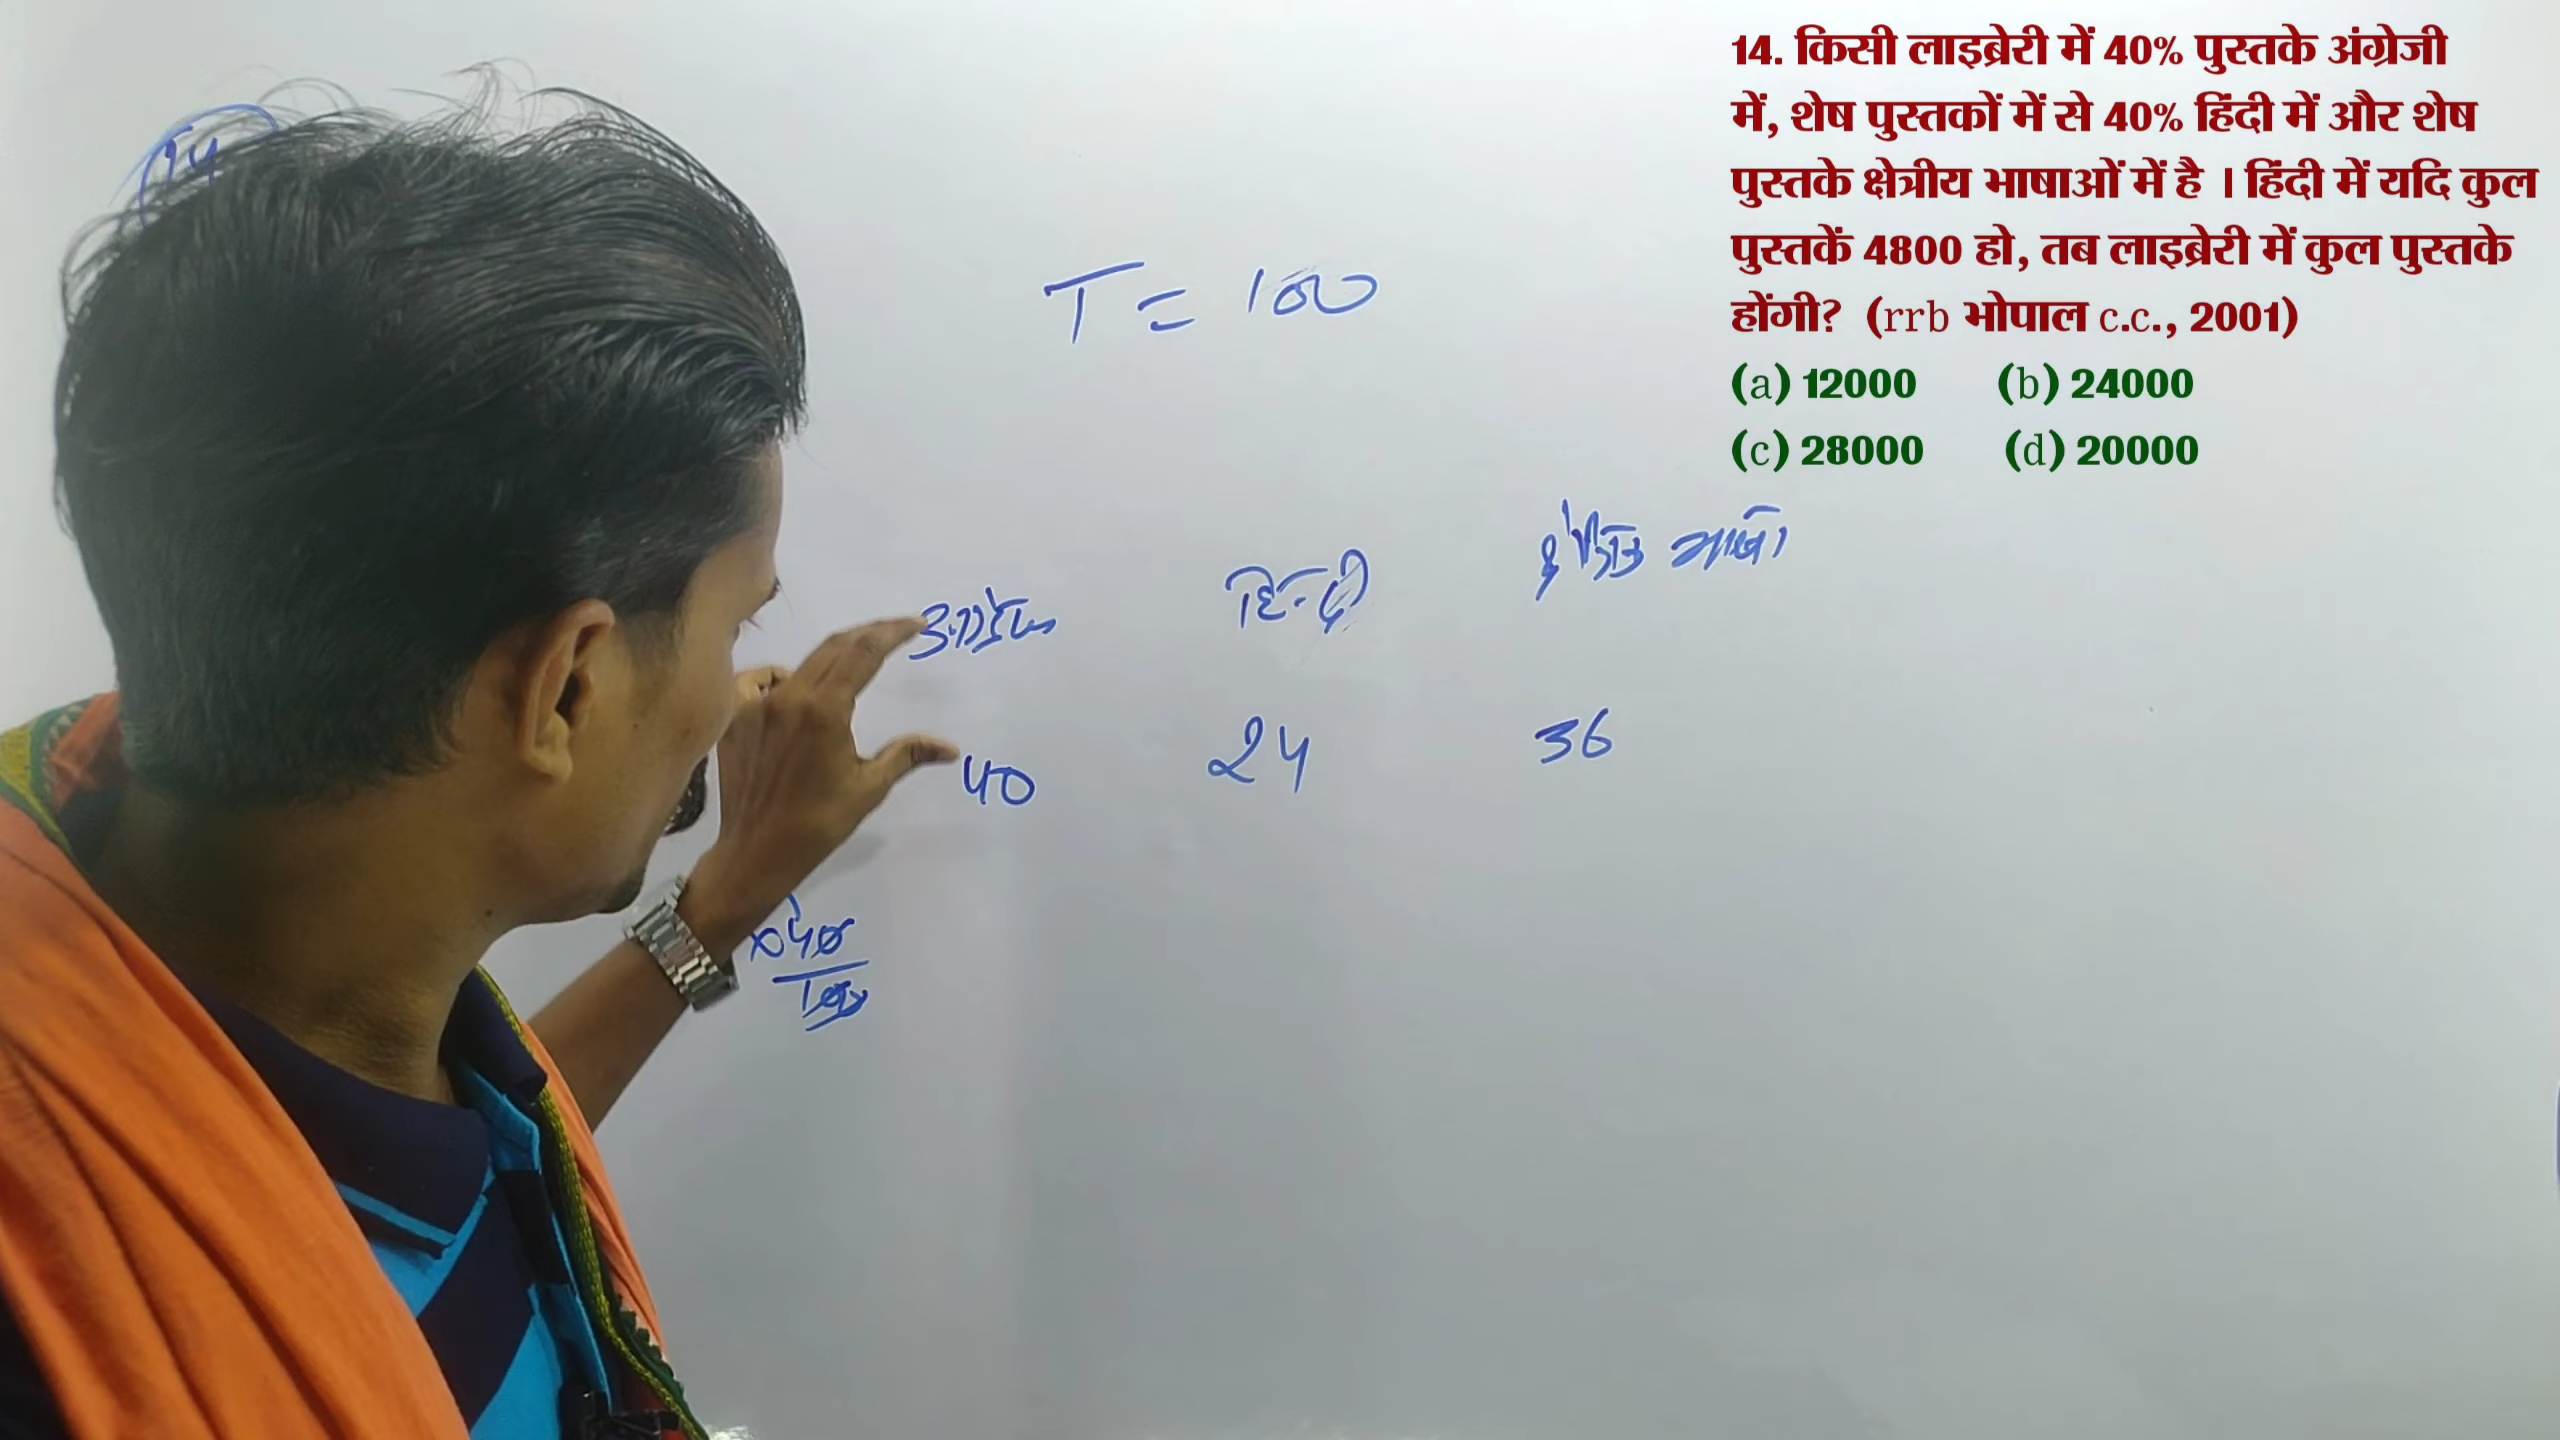 14. किसी लाइब्रेरी में 40% पुस्तके अंग्रेजी
में, शेष पुस्तकों में से 40% हिंदी में और शेष
पुस्तके क्षेत्रीय भाषाओं में है । हिंदी में यदि कुल
पुस्तकें 4800 हो, तब लाइब्रेरी में कुल पुस्तके
होंगी? (rrb भोपाल c.c., 2001)
(a) 12000 (b) 24000
(c) 28000 (d) 20000
14
T = 100
हिन्दी
40 24 36